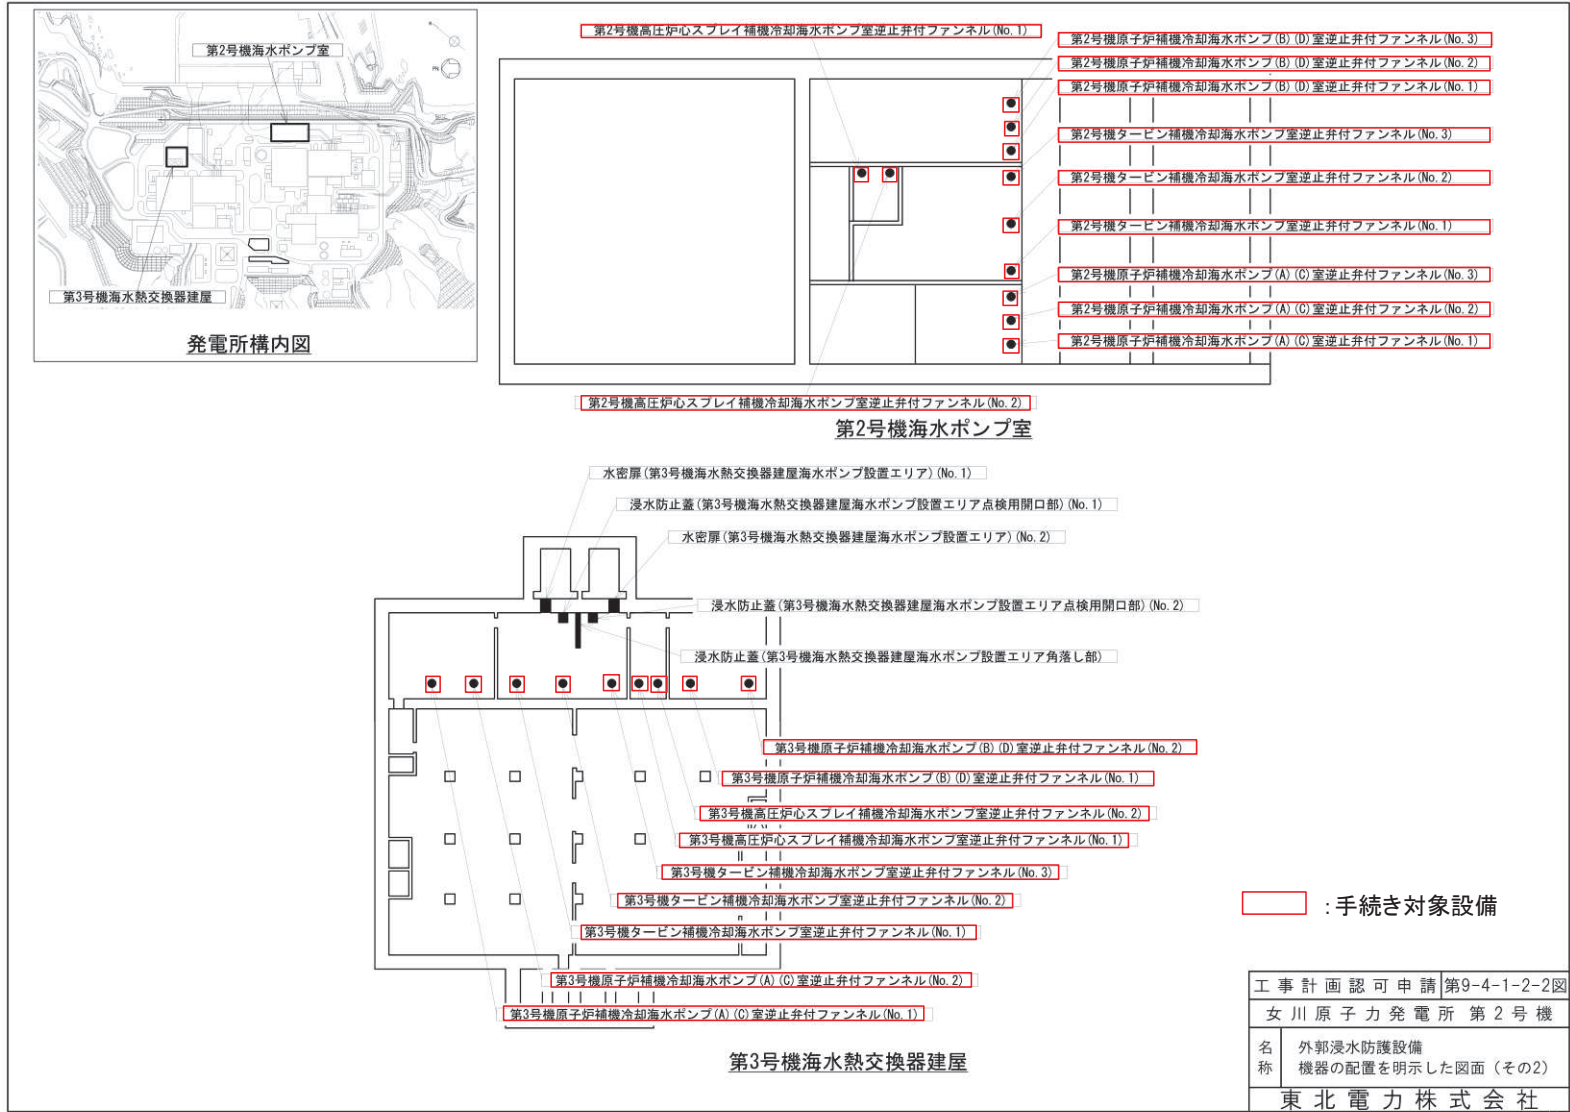 第2号機海水ポンプ室
PN
第3号機海水熱交換器建屋
発電所構内図
第2号機高圧炉心スプレイ補機冷却海水ポンプ室逆止弁付ファンネル(No.1)
第2号機原子炉補機冷却海水ポンプ(B)(D)室逆止弁付ファンネル(No.3)
第2号機原子炉補機冷却海水ポンプ(B)(D)室逆止弁付ファンネル(No.2)
第2号機原子炉補機冷却海水ポンプ(B)(D)室逆止弁付ファンネル(No.1)
第2号機タービン補機冷却海水ポンプ室逆止弁付ファンネル(No.3)
第2号機タービン補機冷却海水ポンプ室逆止弁付ファンネル(No.2)
第2号機タービン補機冷却海水ポンプ室逆止弁付ファンネル(No.1)
第2号機原子炉補機冷却海水ポンプ(A)(C)室逆止弁付ファンネル(No.3)
第2号機原子炉補機冷却海水ポンプ(A)(C)室逆止弁付ファンネル(No.2)
第2号機原子炉補機冷却海水ポンプ(A)(C)室逆止弁付ファンネル(No.1)
第2号機高圧炉心スプレイ補機冷却海水ポンプ室逆止弁付ファンネル(No.2)
第2号機海水ポンプ室
水密扉(第3号機海水熱交換器建屋海水ポンプ設置エリア)(No.1)
浸水防止蓋(第3号機海水熱交換器建屋海水ポンプ設置エリア点検用開口部)(No.1)
水密扉(第3号機海水熱交換器建屋海水ポンプ設置エリア)(No.2)
浸水防止蓋(第3号機海水熱交換器建屋海水ポンプ設置エリア点検用開口部)(No.2)
浸水防止蓋(第3号機海水熱交換器建屋海水ポンプ設置エリア角落し部)
第3号機原子炉補機冷却海水ポンプ(B)(D)室逆止弁付ファンネル(No.2)
第3号機原子炉補機冷却海水ポンプ(B)(D)室逆止弁付ファンネル(No.1)
第3号機高圧炉心スプレイ補機冷却海水ポンプ室逆止弁付ファンネル(No.2)
第3号機高圧炉心スプレイ補機冷却海水ポンプ室逆止弁付ファンネル(No.1)
第3号機タービン補機冷却海水ポンプ室逆止弁付ファンネル(No.3)
第3号機タービン補機冷却海水ポンプ室逆止弁付ファンネル(No.2)
第3号機タービン補機冷却海水ポンプ室逆止弁付ファンネル(No.1)
第3号機原子炉補機冷却海水ポンプ(A)(C)室逆止弁付ファンネル(No.2)
第3号機原子炉補機冷却海水ポンプ(A)(C)室逆止弁付ファンネル(No.1)
第3号機海水熱交換器建屋
:手続き対象設備
工事計画認可申請 第9-4-1-2-2図
女川原子力発電所 第2号機
名称 外郭浸水防護設備
機器の配置を明示した図面(その2)
東北電力株式会社